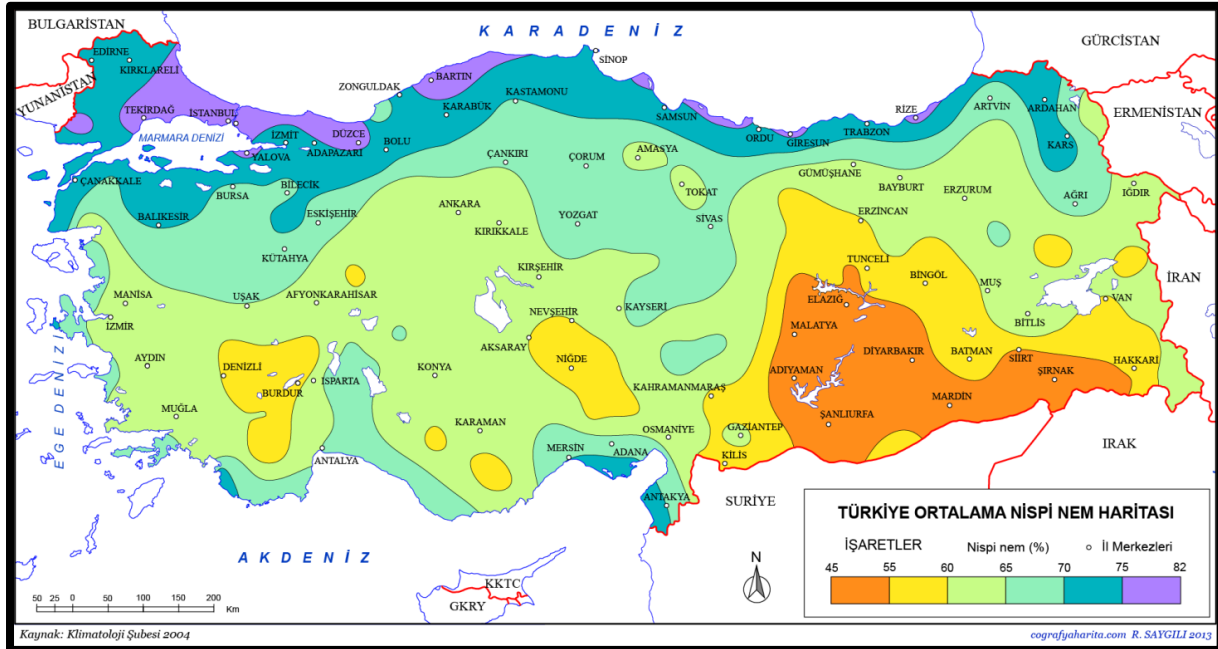 BULGARİSTAN
KARADENİZ
GÜRCİSTAN
EDİRNE
KIRKLARELİ
SİNOP
YUNANİSTAN
ZONGULDAK
BARTIN
KASTAMONU
ERMENİSTAN
TEKİRDAĞ
İSTANBUL
KARABÜK
SAMSUN
RİZE
ARTVİN
ARDAHAN
MARMARA DENİZİ
İZMİT
DÜZCE
BOLU
ORDU
GİRESUN
TRABZON
KARS
YALOVA
ADAPAZARI
ÇANKIRI
ÇORUM
AMASYA
GÜMÜŞHANE
ÇANAKKALE
BURSA
BİLECİK
TOKAT
BAYBURT
ERZURUM
AĞRI
IĞDIR
BALIKESİR
ESKİŞEHİR
ANKARA
KIRIKKALE
YOZGAT
SİVAS
ERZİNCAN
KÜTAHYA
KIRŞEHİR
TUNCELİ
BİNGÖL
MUŞ
İRAN
MANİSA
UŞAK
AFYONKARAHİSAR
NEVŞEHİR
KAYSERİ
ELAZIĞ
VAN
İZMİR
MALATYA
BİTLİS
EGE DENİZ
AYDIN
DENİZLİ
ISPARTA
KONYA
AKSARAY
NİĞDE
DİYARBAKIR
BATMAN
SİİRT
HAKKARİ
BURDUR
KAHRAMANMARAŞ
ADIYAMAN
ŞIRNAK
MUĞLA
KARAMAN
OSMANİYE
GAZİANTEP
ŞANLIURFA
MARDİN
ANTALYA
MERSİN
ADANA
KİLİS
IRAK
ANTAKYA
SURİYE
AKDENİZ
KKTC
GKRY
N
TÜRKİYE ORTALAMA NİSPİ NEM HARİTASI
İŞARETLER Nispi nem (%) İl Merkezleri
45 55 60 65 70 75 82
50 25 0 50 100 150 200
Km
Kaynak: Klimatoloji Şubesi 2004
cografyaharita.com R. SAYGILI 2013